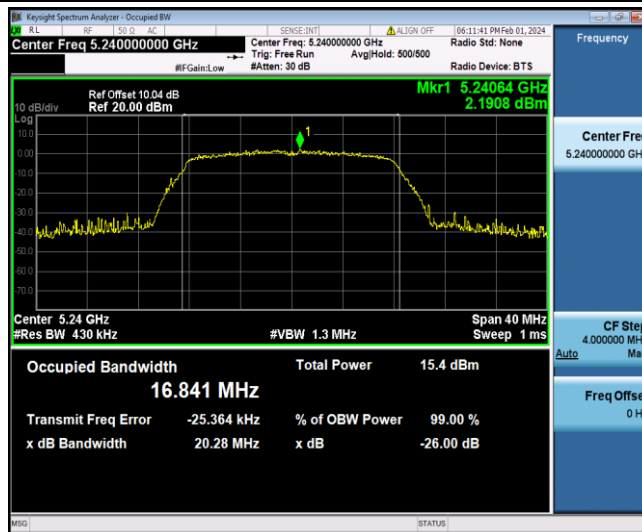 Keysight Spectrum Analyzer - Occupied BW
RL RF 50 Ω AC SENSE:INT ALIGN OFF 06:11:41 PM Feb 01, 2024
Center Freq 5.240000000 GHz
Center Freq: 5.240000000 GHz
Radio Std: None
Trig: Free Run Avg|Hold: 500/500
#IFGain:Low
#Atten: 30 dB
Radio Device: BTS
Frequency
Ref Offset 10.04 dB
Mkr1 5.24064 GHz
10 dB/div Ref 20.00 dBm
2.1908 dBm
Log
10.0
1
0.00
-10.0
-20.0
-30.0
-40.0
-50.0
-60.0
-70.0
Center Fre
5.240000000 GH
Center 5.24 GHz
Span 40 MHz
#Res BW 430 kHz
#VBW 1.3 MHz
Sweep 1 ms
CF Step
4.000000 MH
Auto Ma
Occupied Bandwidth
Total Power 15.4 dBm
16.841 MHz
Transmit Freq Error -25.364 kHz
% of OBW Power 99.00 %
x dB Bandwidth 20.28 MHz
x dB -26.00 dB
Freq Offse
0 H
MSG
STATUS